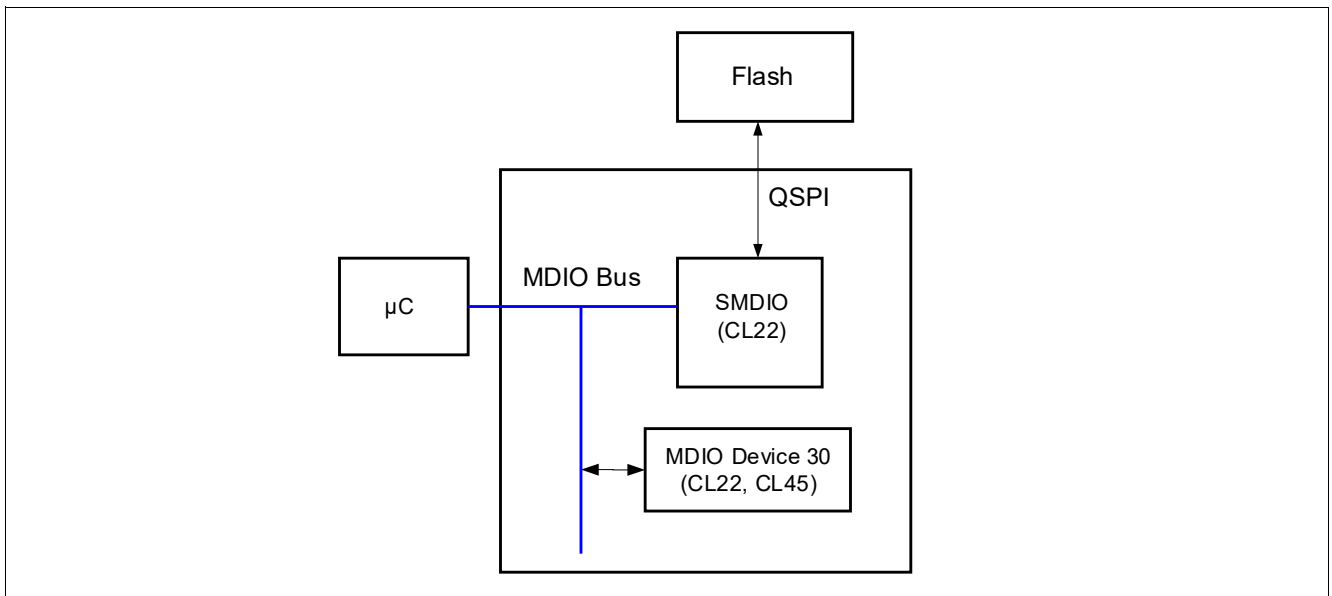 Flash
QSPI
MDIO Bus
µC
SMDIO
(CL22)
MDIO Device 30
(CL22, CL45)